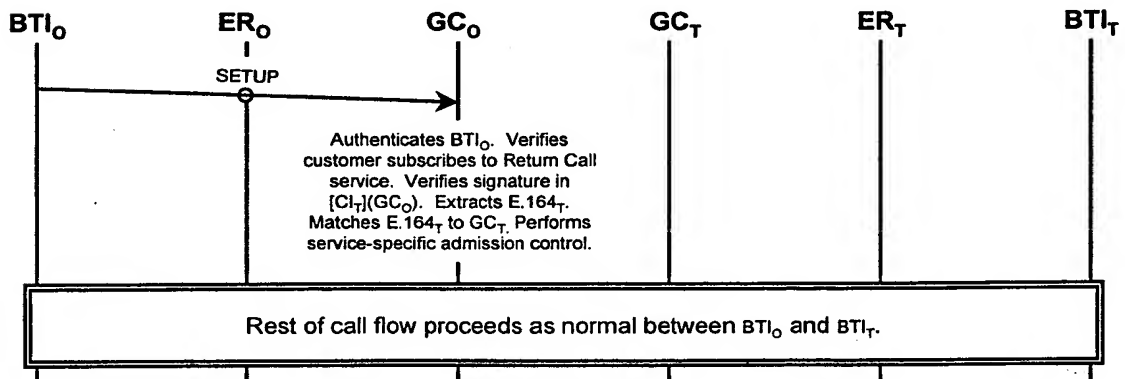 BTI_O ER_O GC_O GC_T ER_T BTI_T
SETUP
Authenticates BTI_O. Verifies
customer subscribes to Return Call
service. Verifies signature in
[CI_T](GC_O). Extracts E.164_T.
Matches E.164_T to GC_T. Performs
service-specific admission control.
Rest of call flow proceeds as normal between BTI_O and BTI_T.